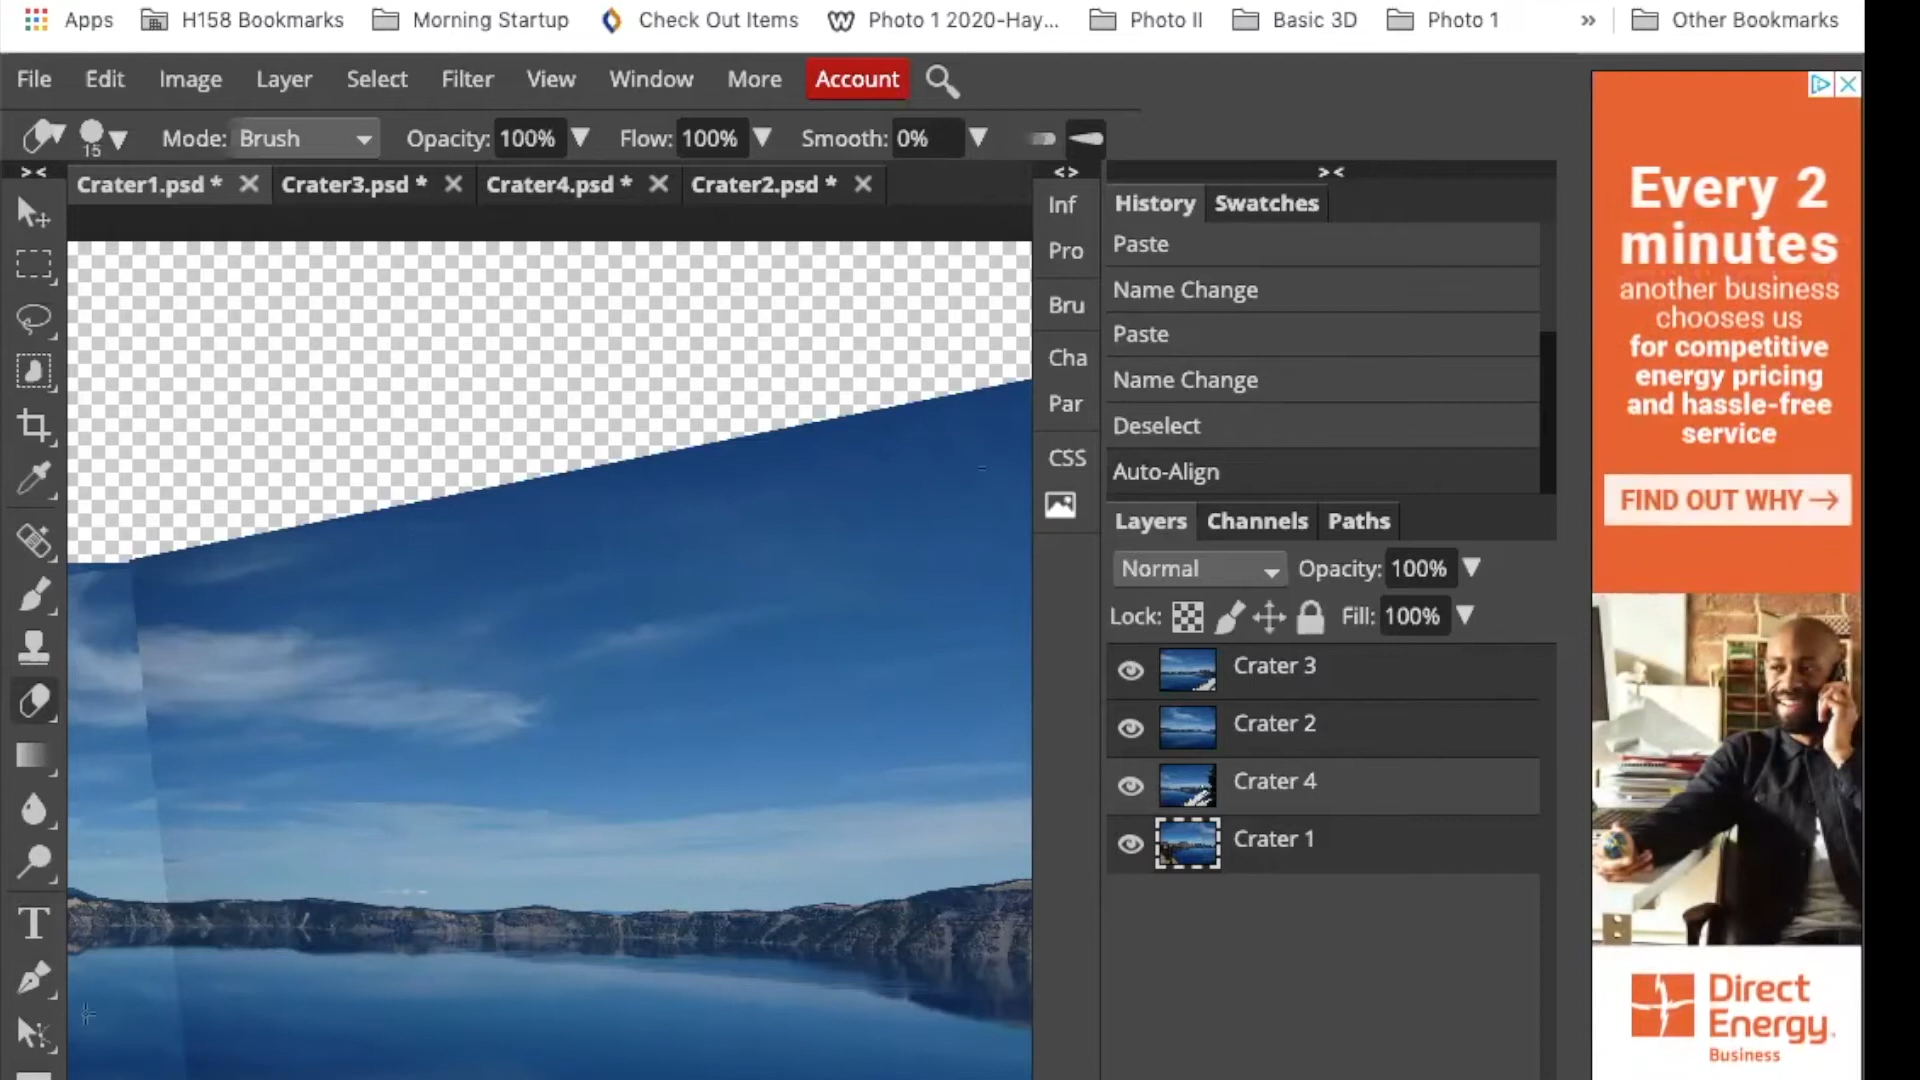 Apps H158 Bookmarks Morning Startup Check Out Items Photo 1 2020-Hay... Photo II Basic 3D Photo 1 » Other Bookmarks
File Edit Image Layer Select Filter View Window More Account
15 Mode: Brush Opacity: 100% Flow: 100% Smooth: 0%
Crater1.psd * Crater3.psd * Crater4.psd * Crater2.psd *
Inf
Pro
Bru
Cha
Par
CSS
History Swatches
Paste
Name Change
Paste
Name Change
Deselect
Auto-Align
Layers Channels Paths
Normal Opacity: 100%
Lock: Fill: 100%
Crater 3
Crater 2
Crater 4
Crater 1
Every 2
minutes
another business
chooses us
for competitive
energy pricing
and hassle-free
service
FIND OUT WHY →
Direct
Energy.
Business